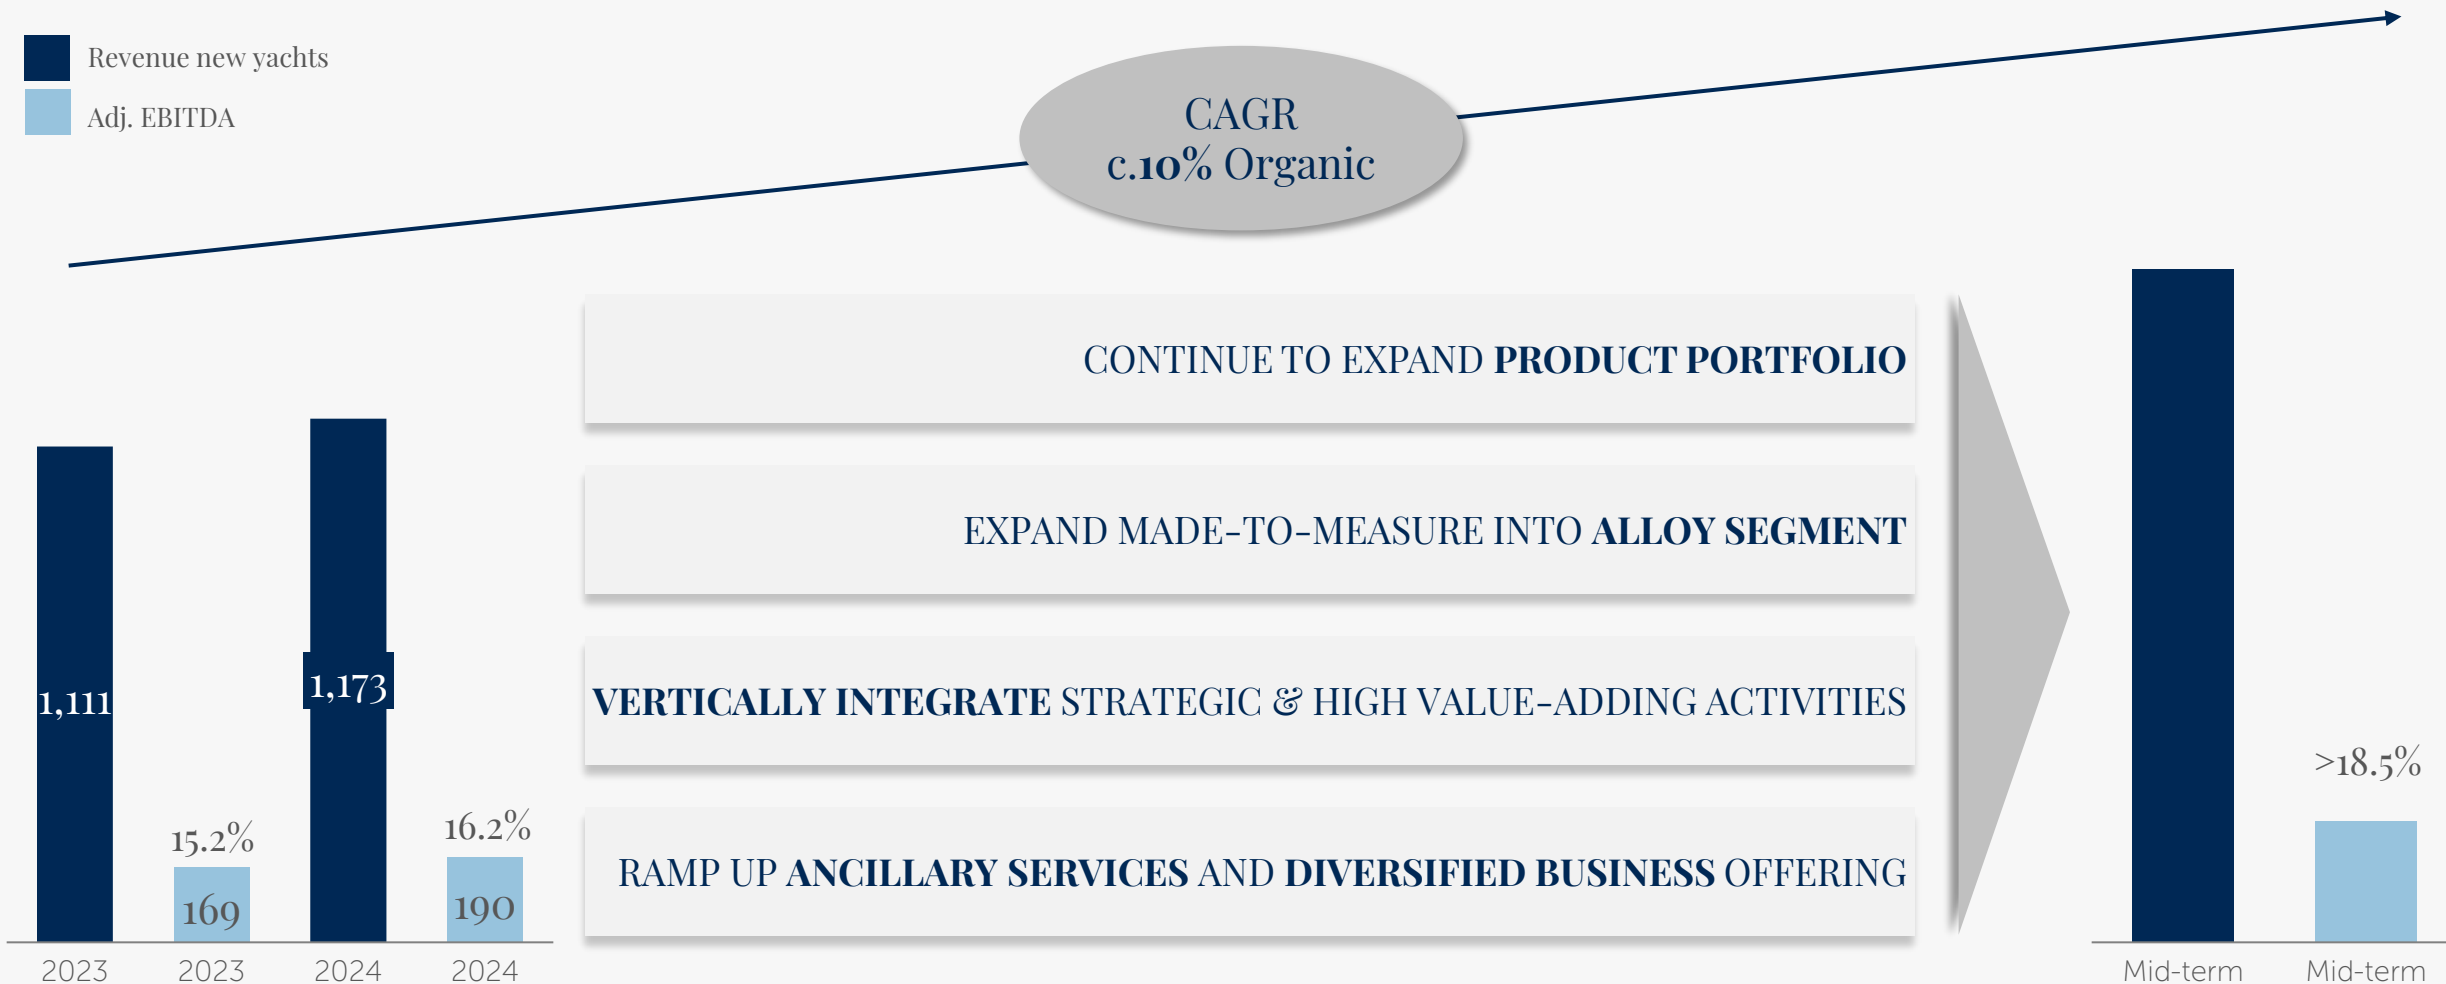 Revenue new yachts
Adj. EBITDA
CAGR
c.10% Organic
CONTINUE TO EXPAND PRODUCT PORTFOLIO
EXPAND MADE-TO-MEASURE INTO ALLOY SEGMENT
VERTICALLY INTEGRATE STRATEGIC & HIGH VALUE-ADDING ACTIVITIES
RAMP UP ANCILLARY SERVICES AND DIVERSIFIED BUSINESS OFFERING
1,111
15.2%
169
1,173
16.2%
190
2023
2023
2024
2024
>18.5%
Mid-term
Mid-term